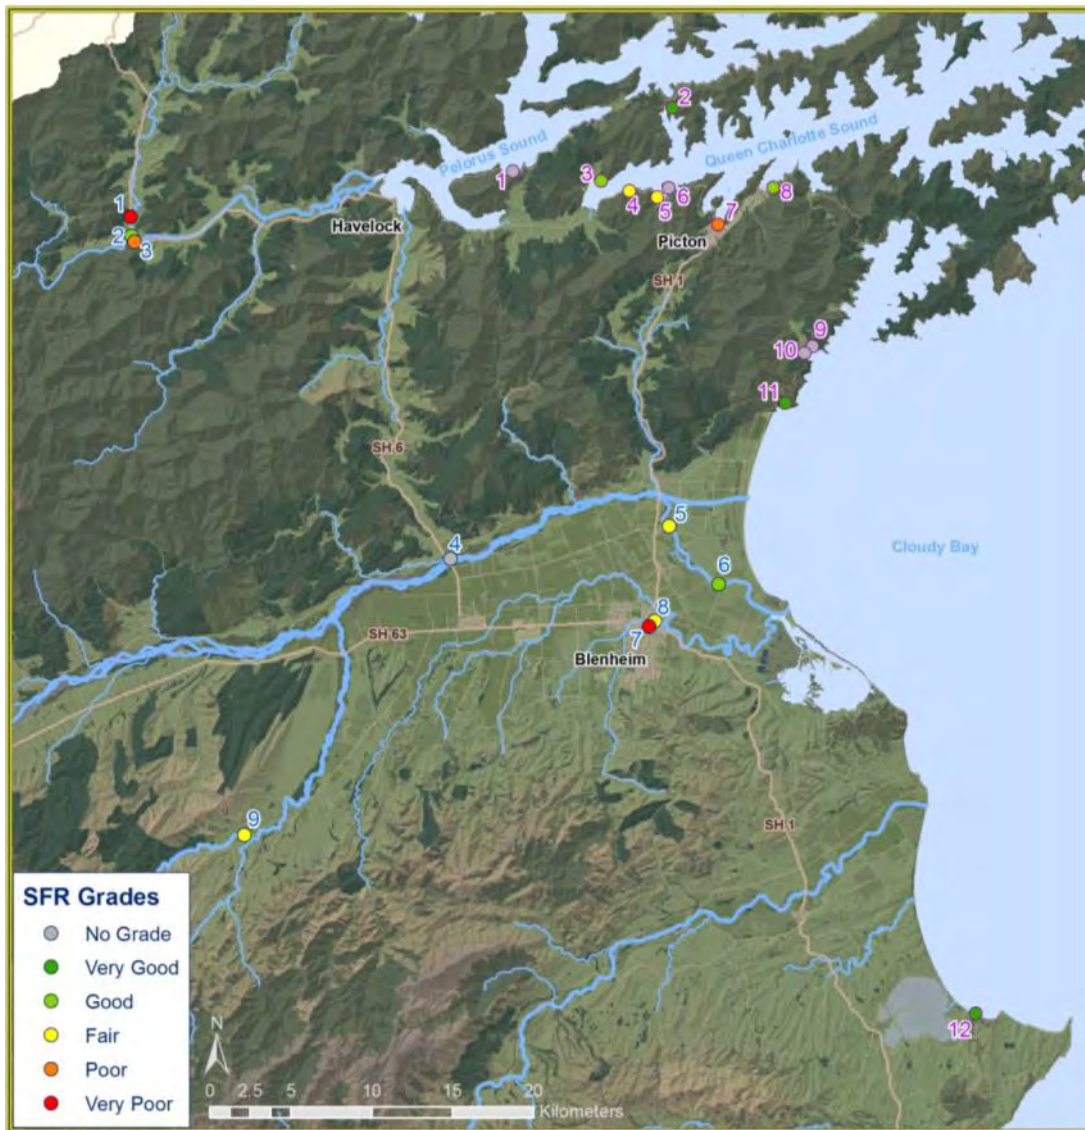 2
Pelorus Sound
Queen Charlotte Sound
1
3
4
5
6
8
1
2
3
Havelock
7
Picton
SH 1
9
10
11
SH 6
5
4
Cloudy Bay
6
8
7
SH 63
Blenheim
SH 1
9
SFR Grades
No Grade
Very Good
Good
Fair
Poor
Very Poor
N
0 2.5 5 10 15 20
Kilometers
12